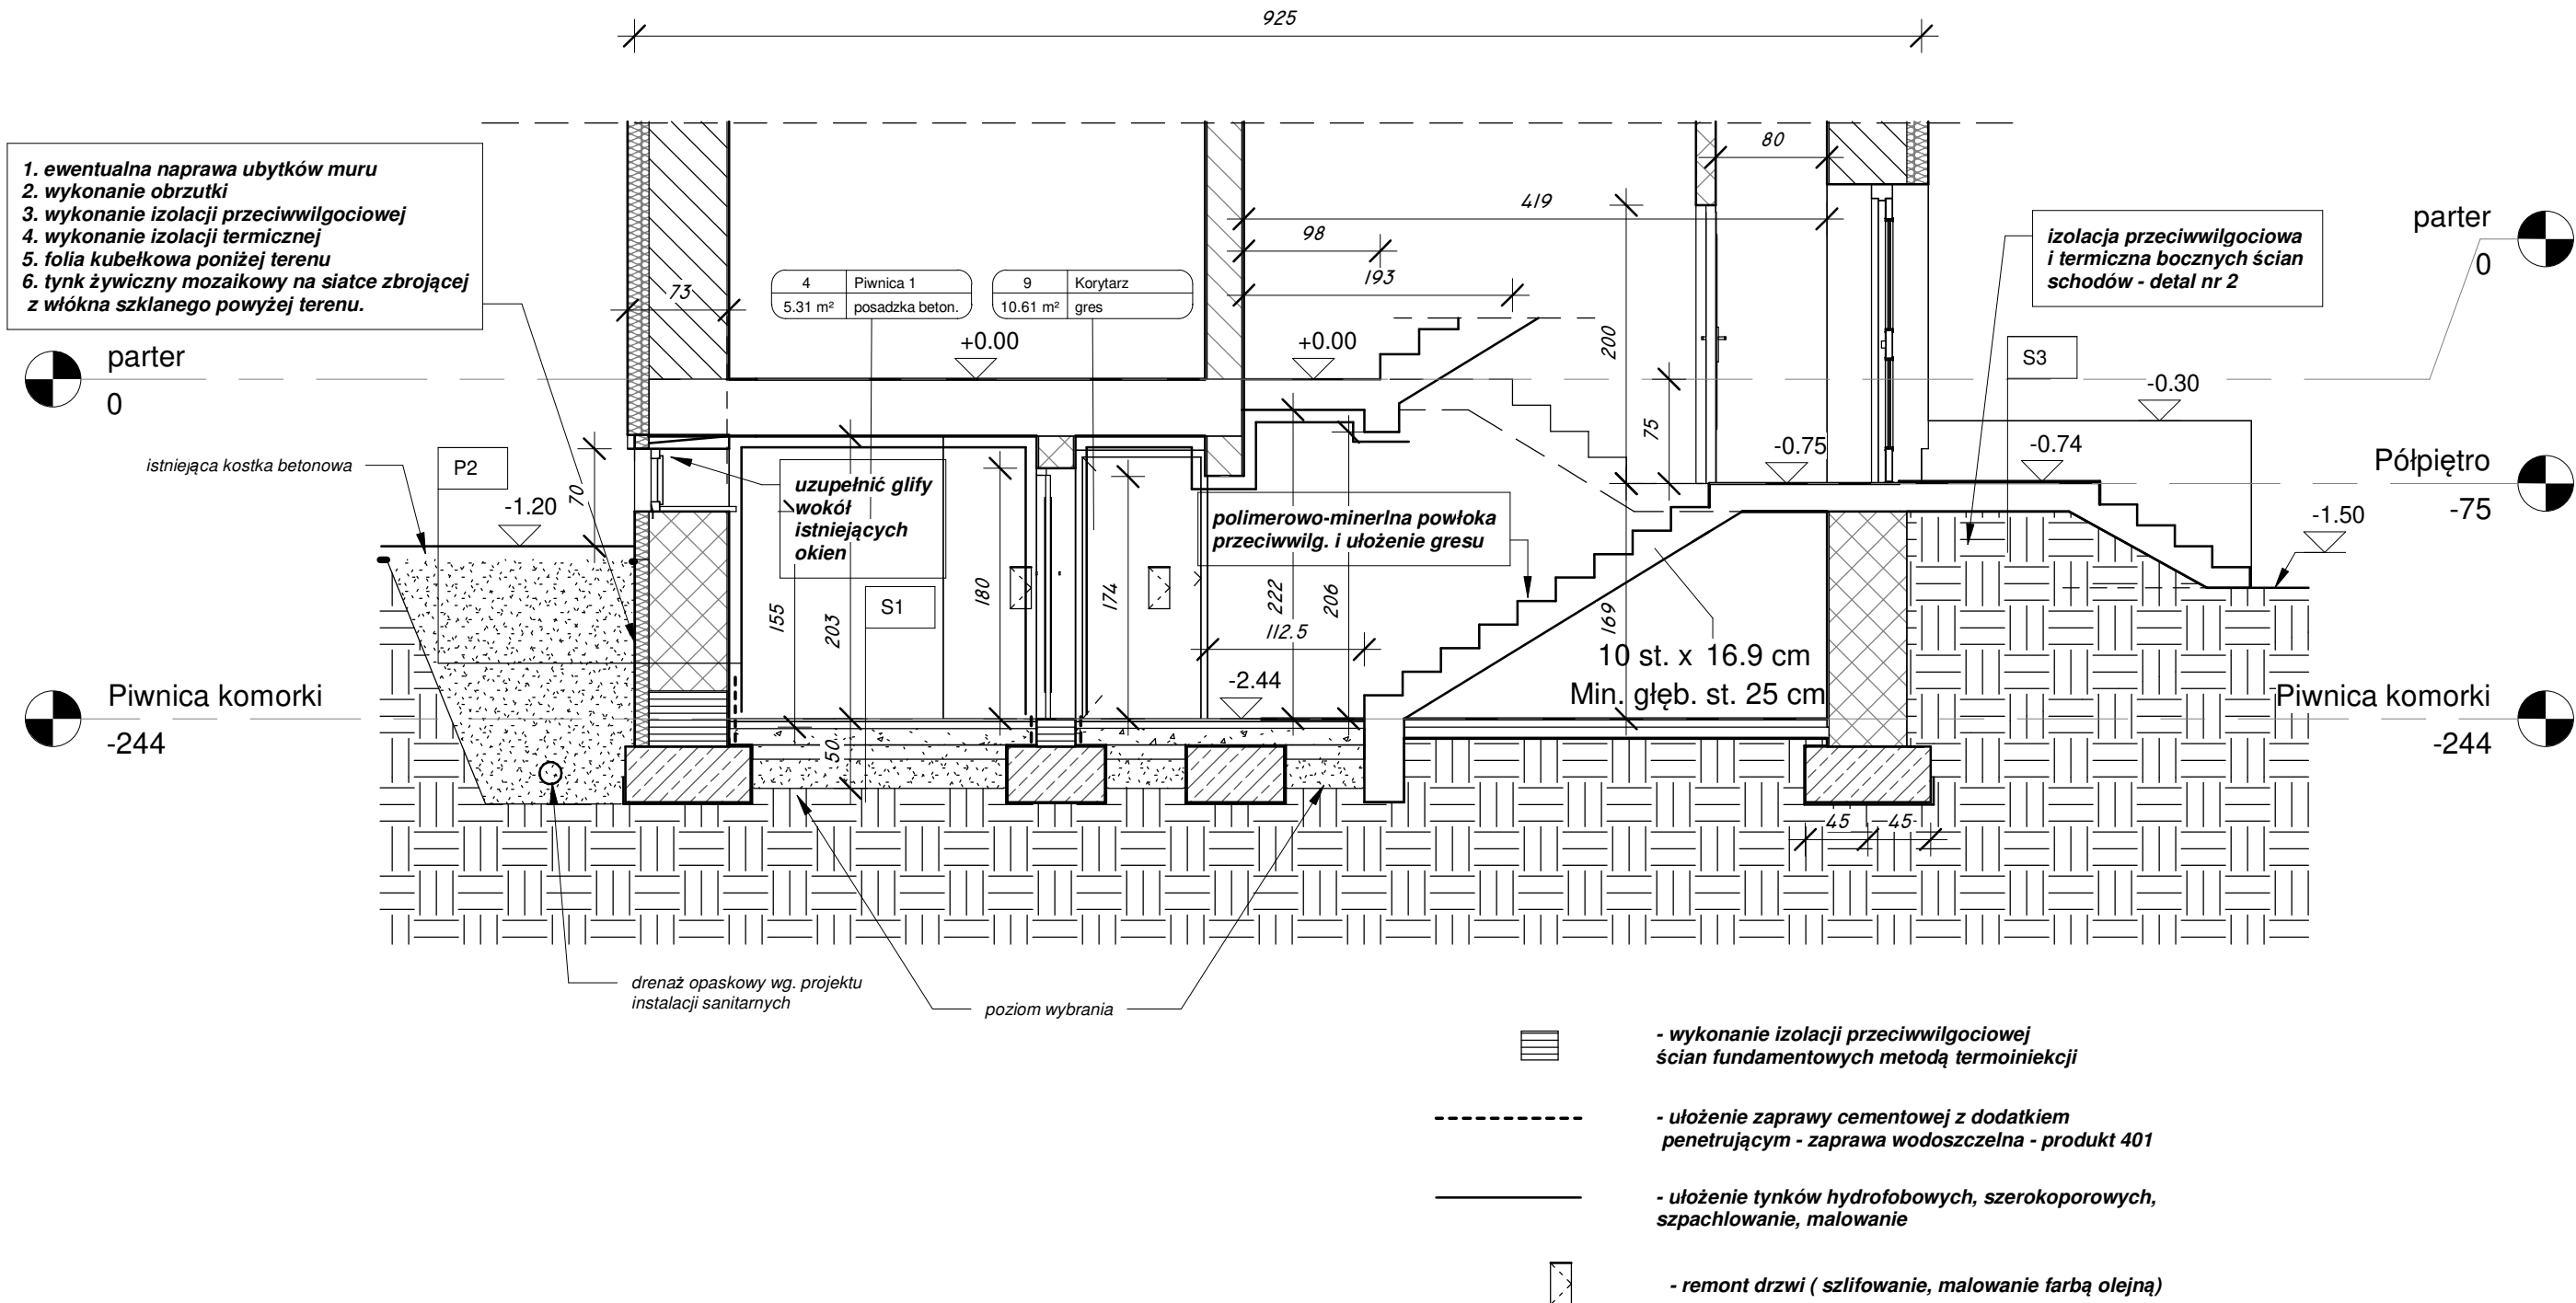 925
1. ewentualna naprawa ubytków muru
2. wykonanie obrzutki
3. wykonanie izolacji przeciwwilgociowej
4. wykonanie izolacji termicznej
5. folia kubełkowa poniżej terenu
6. tynk żywiczny mozaikowy na siatce zbrojącej
z włókna szklanego powyżej terenu.
80
419
98
193
73
200
75
4 Piwnica 1
5.31 m² posadzka beton.
9 Korytarz
10.61 m² gres
izolacja przeciwwilgociowa
i termiczna bocznych ścian
schodów - detal nr 2
parter
0
parter
0
+0.00
+0.00
S3
-0.30
istniejąca kostka betonowa
P2
70
-1.20
uzupełnić glify
wokół
istniejących
okien
-0.75
-0.74
Półpiętro
-75
-1.50
polimerowo-minerlna powłoka
przeciwwilg. i ułożenie gresu
155
203
S1
180
174
222
206
112.5
169
10 st. x 16.9 cm
Min. głęb. st. 25 cm
-2.44
Piwnica komorki
-244
Piwnica komorki
-244
50
45
45
drenaż opaskowy wg. projektu
instalacji sanitarnych
poziom wybrania
- wykonanie izolacji przeciwwilgociowej
ścian fundamentowych metodą termoiniekcji
- ułożenie zaprawy cementowej z dodatkiem
penetrującym - zaprawa wodoszczelna - produkt 401
- ułożenie tynków hydrofobowych, szerokoporowych,
szpachlowanie, malowanie
- remont drzwi ( szlifowanie, malowanie farbą olejną)